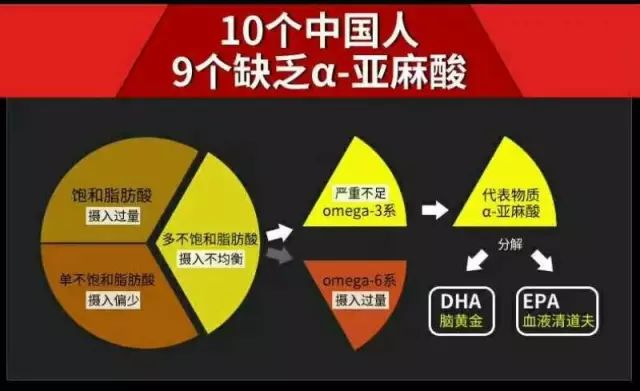 10个中国人
9个缺乏α-亚麻酸
饱和脂肪酸
摄入过量
单不饱和脂肪酸
摄入偏少
多不饱和脂肪酸
摄入不均衡
严重不足
omega-3系
omega-6系
摄入过量
代表物质
α-亚麻酸
分解
DHA
脑黄金
EPA
血液清道夫